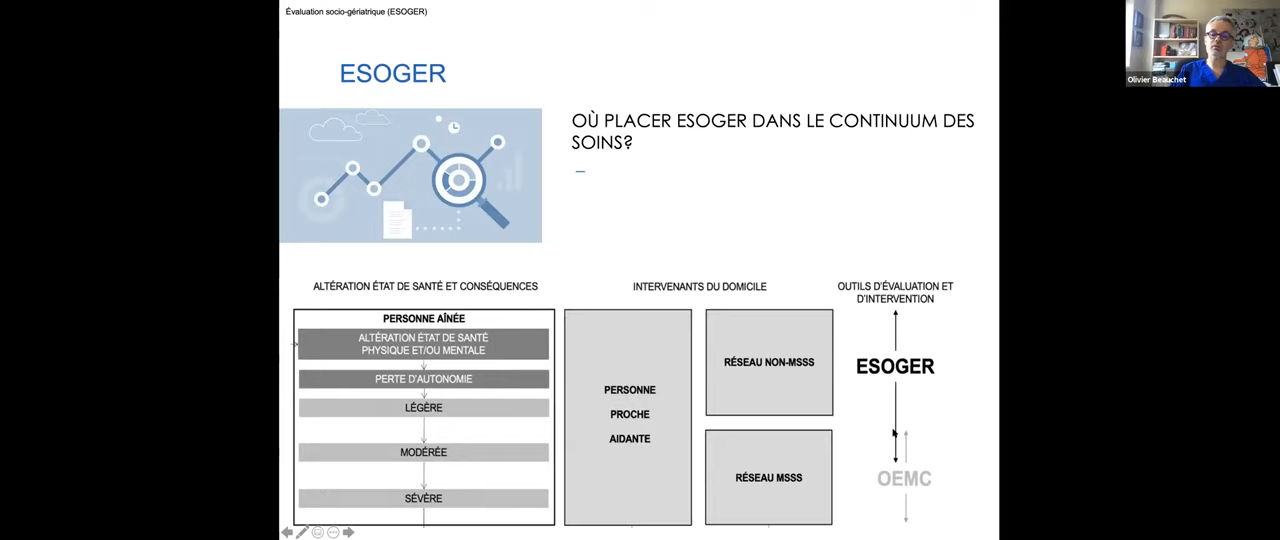 Évaluation socio-gériatrique (ESOGER)
ESOGER
OÙ PLACER ESOGER DANS LE CONTINUUM DES
SOINS?
Olivier Beauchet
ALTÉRATION ÉTAT DE SANTÉ ET CONSÉQUENCES
PERSONNE AÎNÉE
ALTÉRATION ÉTAT DE SANTÉ
PHYSIQUE ET/OU MENTALE
PERTE D'AUTONOMIE
LÉGÈRE
MODÉRÉE
SÉVÈRE
INTERVENANTS DU DOMICILE
PERSONNE
PROCHE
AIDANTE
RÉSEAU NON-MSSS
RÉSEAU MSSS
OUTILS D'ÉVALUATION ET
D'INTERVENTION
ESOGER
OEMC